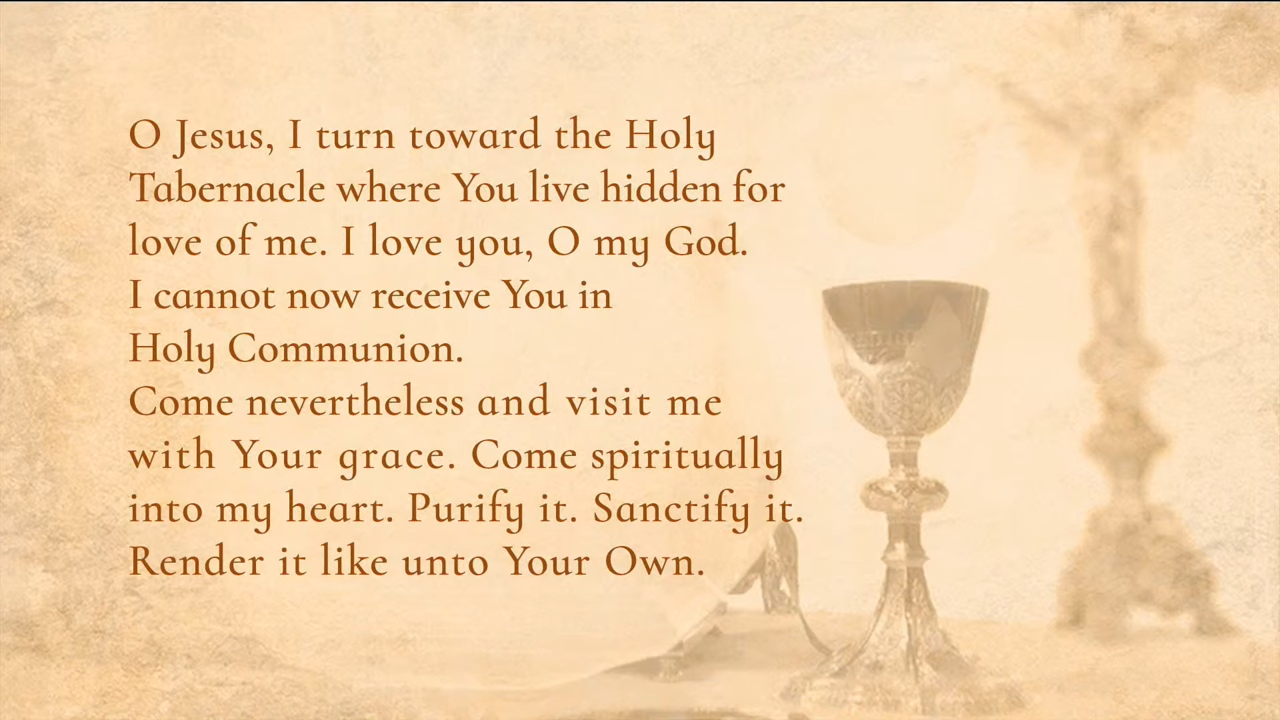 O Jesus, I turn toward the Holy
Tabernacle where You live hidden for
love of me. I love you, O my God.
I cannot now receive You in
Holy Communion.
Come nevertheless and visit me
with Your grace. Come spiritually
into my heart. Purify it. Sanctify it.
Render it like unto Your Own.